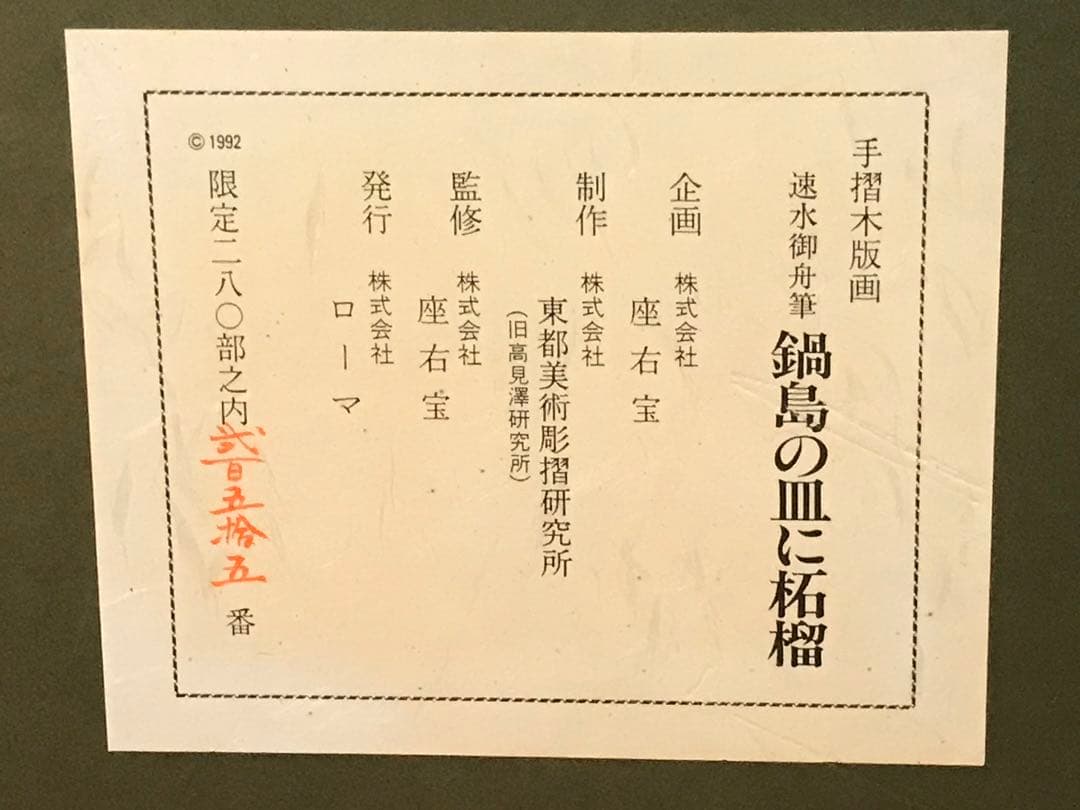 手摺木版画
速水御舟筆 鍋島の皿に柘榴
企画 株式会社 座右宝
制作 株式会社 東都美術彫摺研究所
(旧高見澤研究所)
監修 株式会社 座右宝
発行 株式会社 ローマ
© 1992
限定二八〇部之内弐百五拾五番